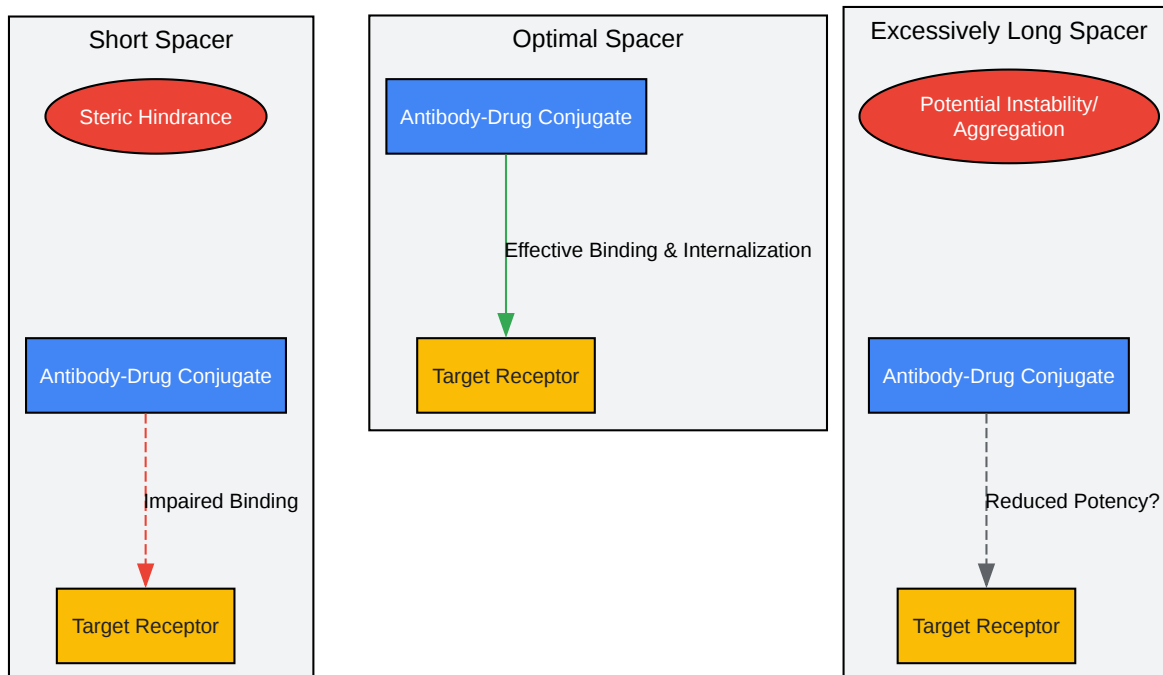 Short Spacer
Steric Hindrance
Antibody-Drug Conjugate
Impaired Binding
Target Receptor
Optimal Spacer
Antibody-Drug Conjugate
Effective Binding & Internalization
Target Receptor
Excessively Long Spacer
Potential Instability/
Aggregation
Antibody-Drug Conjugate
Reduced Potency?
Target Receptor